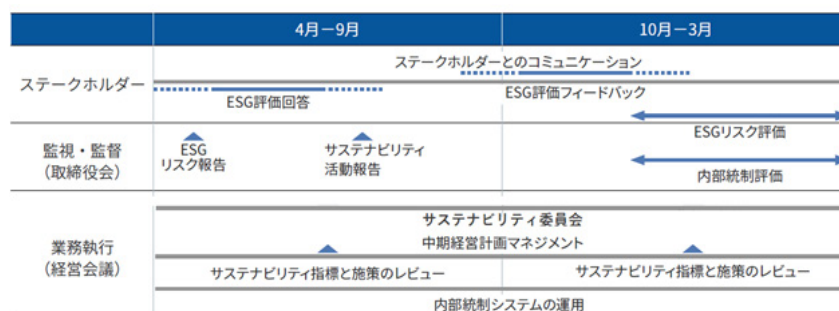 4月－9月
10月－3月
ステークホルダー
ステークホルダーとのコミュニケーション
ESG評価回答
ESG評価フィードバック
ESGリスク評価
監視・監督
（取締役会）
ESG
リスク報告
サステナビリティ
活動報告
内部統制評価
業務執行
（経営会議）
サステナビリティ委員会
中期経営計画マネジメント
サステナビリティ指標と施策のレビュー
サステナビリティ指標と施策のレビュー
内部統制システムの運用